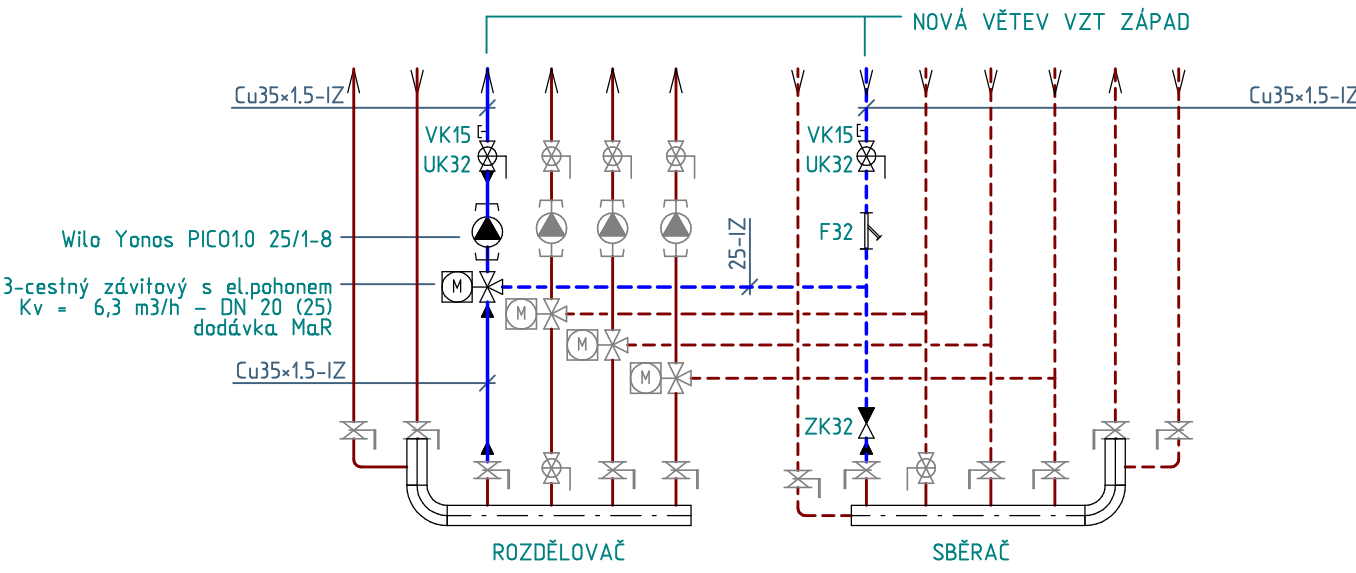 NOVÁ VĚTEV VZT ZÁPAD
Cu35×1.5-IZ
Cu35×1.5-IZ
VK15
UK32
VK15
UK32
Wilo Yonos PICO1.0 25/1-8
F32
25-IZ
3-cestný závitový s el.pohonem
Kv = 6,3 m3/h - DN 20 (25)
dodávka MaR
M
M
M
M
Cu35×1.5-IZ
ZK32
ROZDĚLOVAČ
SBĚRAČ